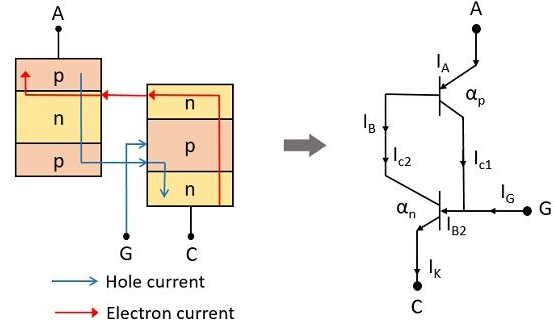 A
p
n
p
n
p
n
G
C
Hole current
Electron current
A
I_A
α_p
I_B
I_c2
I_c1
I_G
G
α_n
I_B2
I_K
C